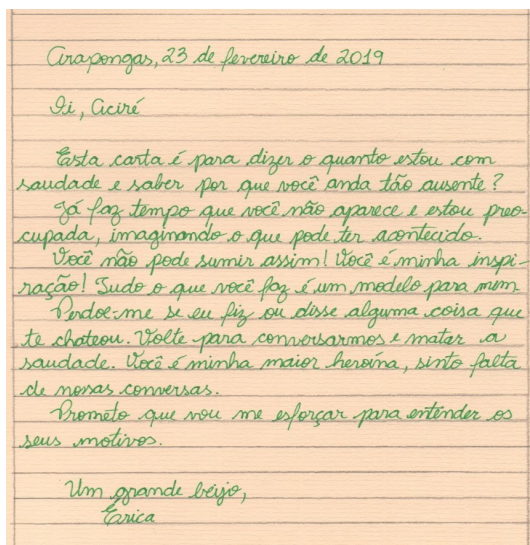 Arapongas, 23 de fevereiro de 2019
Oi, Aciré
Esta carta é para dizer o quanto estou com
saudade e saber por que você anda tão ausente?
Já faz tempo que você não aparece e estou preo-
cupada, imaginando o que pode ter acontecido.
Você não pode sumir assim! Você é minha inspi-
ração! Tudo o que você faz é um modelo para mim.
Perdoe-me se eu fiz ou disse alguma coisa que
te chateou. Volte para conversarmos e matar a
saudade. Você é minha maior heroína, sinto falta
de nossas conversas.
Prometo que vou me esforçar para entender os
seus motivos.
Um grande beijo,
Érica